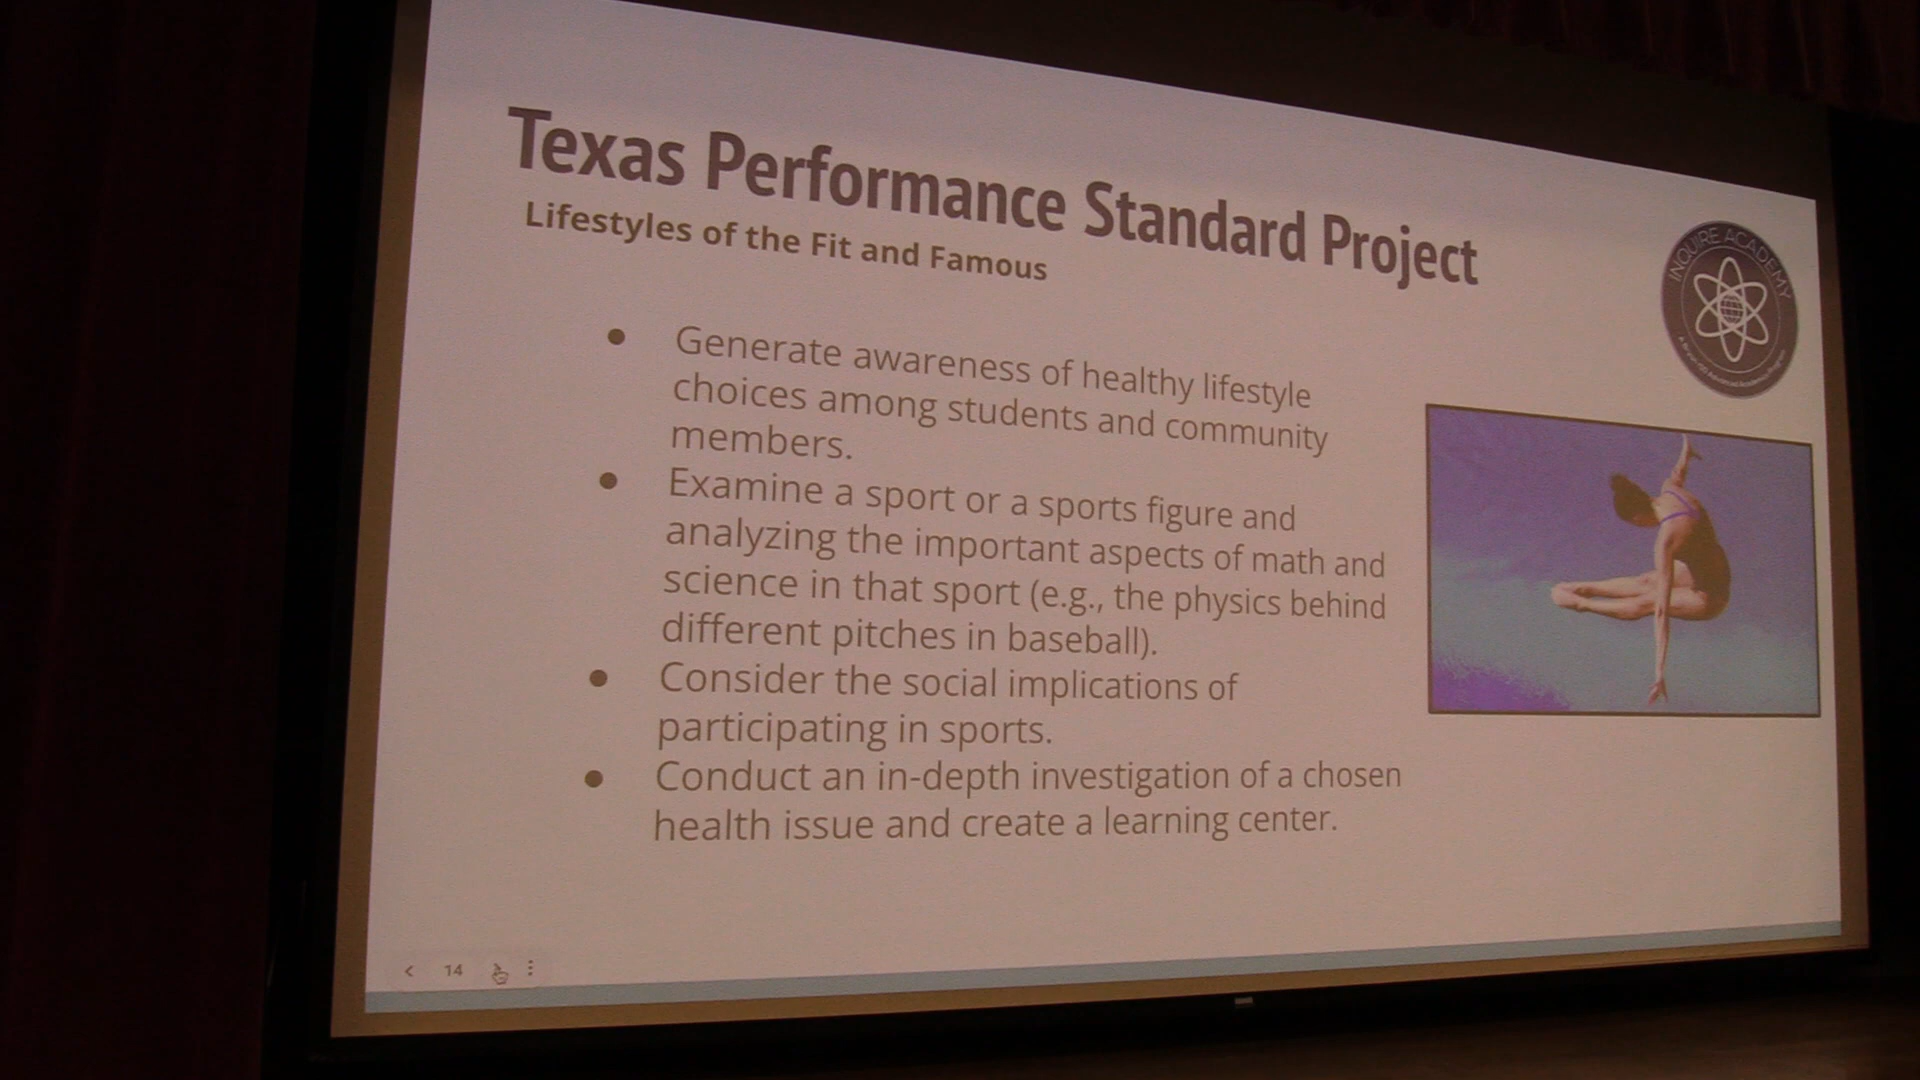 Texas Performance Standard Project
Lifestyles of the Fit and Famous
INQUIRE ACADEMY
● Generate awareness of healthy lifestyle
choices among students and community
members.
● Examine a sport or a sports figure and
analyzing the important aspects of math and
science in that sport (e.g., the physics behind
different pitches in baseball).
● Consider the social implications of
participating in sports.
● Conduct an in-depth investigation of a chosen
health issue and create a learning center.
14